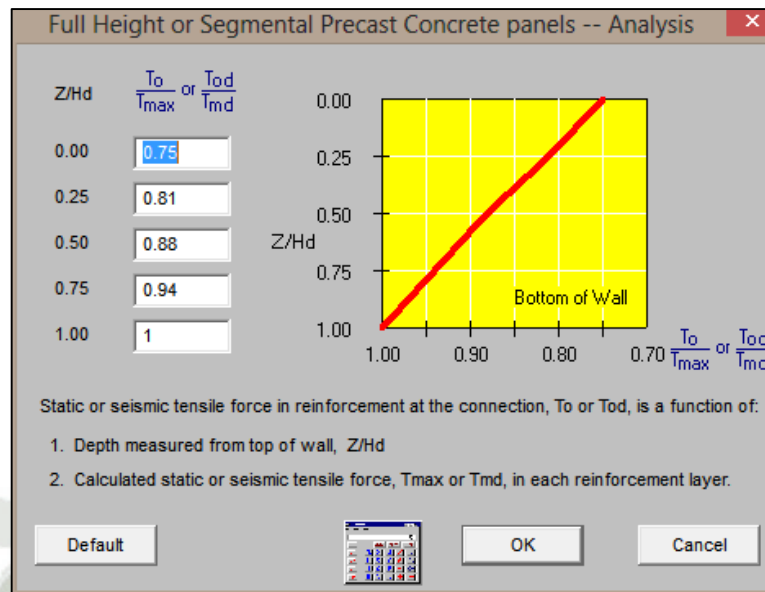 Full Height or Segmental Precast Concrete panels -- Analysis
Z/Hd To/Tmax or Tod/Tmd
0.00 0.75
0.25 0.81
0.50 0.88
0.75 0.94
1.00 1
0.00
0.25
0.50
Z/Hd
0.75
Bottom of Wall
1.00
1.00 0.90 0.80 0.70 To/Tmax or Tod/Tmd
Static or seismic tensile force in reinforcement at the connection, To or Tod, is a function of:
1. Depth measured from top of wall, Z/Hd
2. Calculated static or seismic tensile force, Tmax or Tmd, in each reinforcement layer.
Default OK Cancel